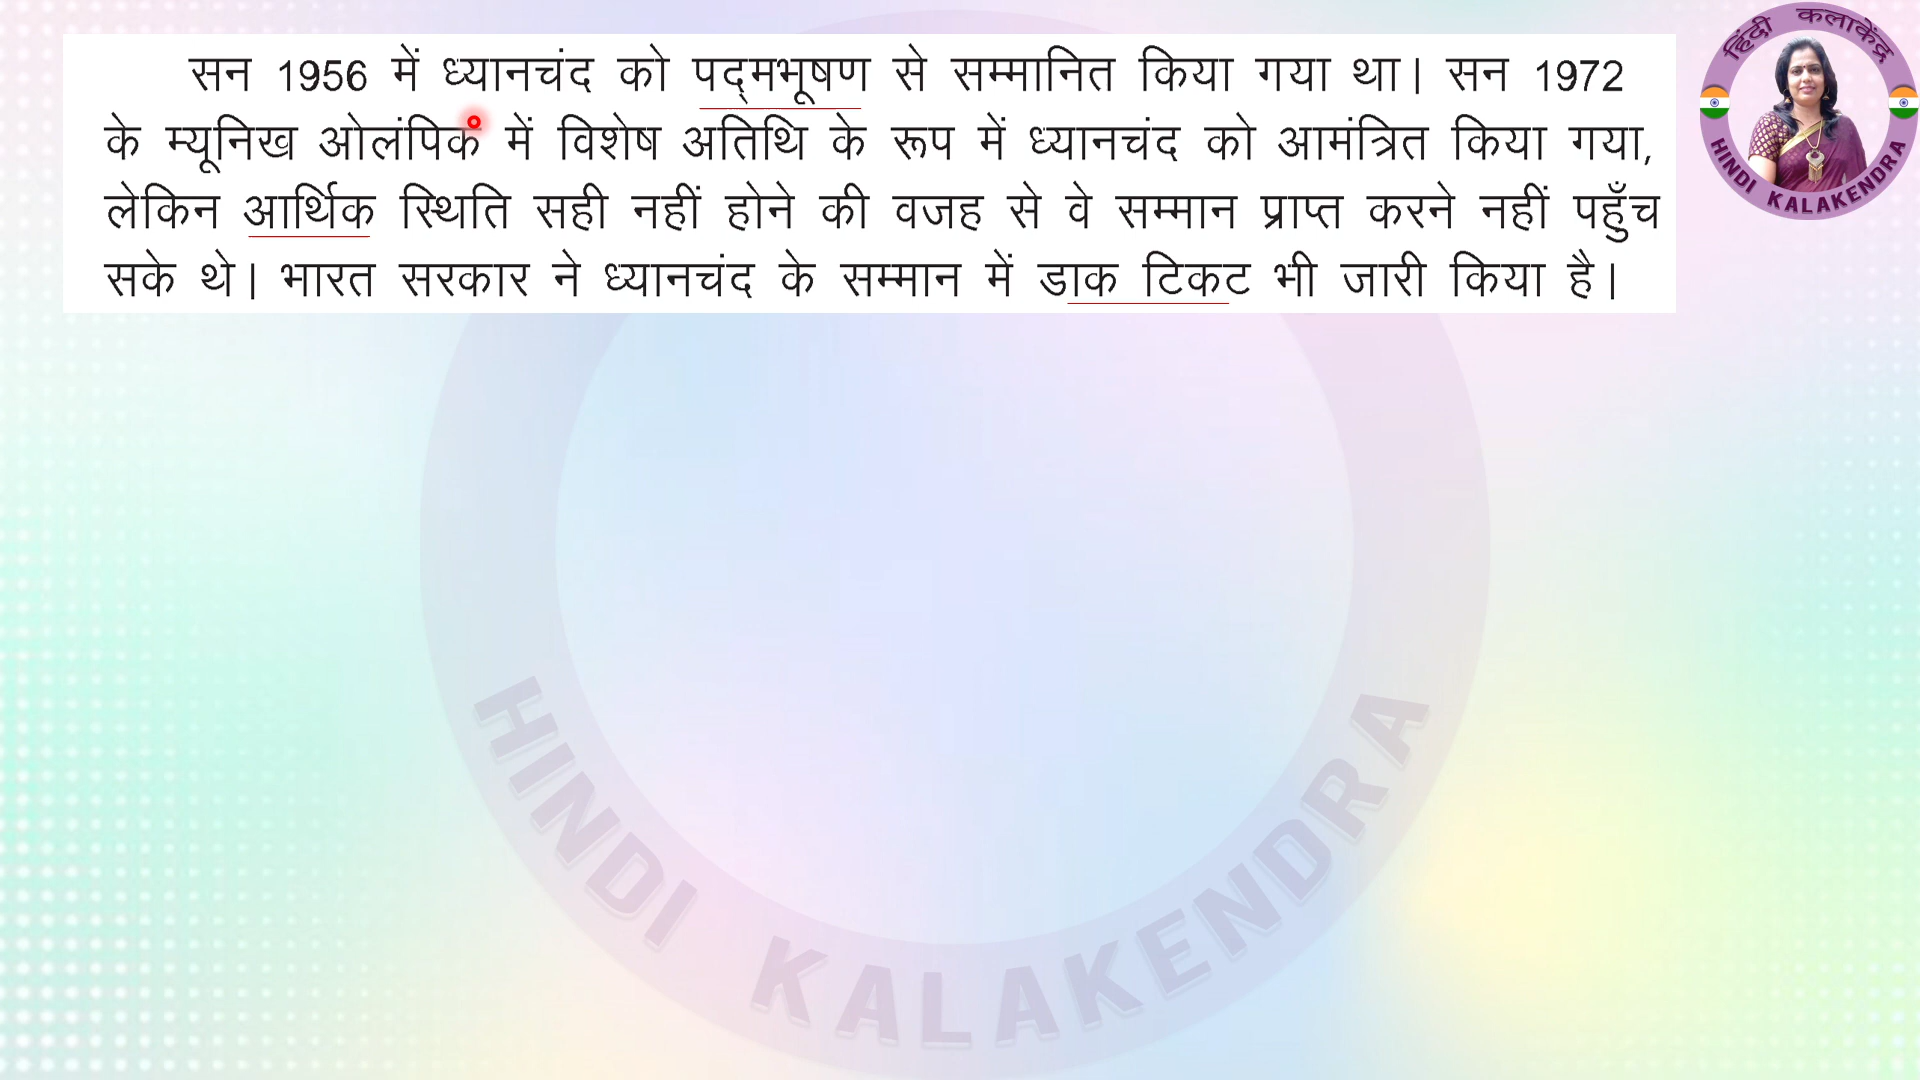 सन 1956 में ध्यानचंद को पद्मभूषण से सम्मानित किया गया था। सन 1972
के म्यूनिख ओलंपिक में विशेष अतिथि के रूप में ध्यानचंद को आमंत्रित किया गया,
लेकिन आर्थिक स्थिति सही नहीं होने की वजह से वे सम्मान प्राप्त करने नहीं पहुँच
सके थे। भारत सरकार ने ध्यानचंद के सम्मान में डाक टिकट भी जारी किया है।
हिंदी कलाकेंद्र
HINDI KALAKENDRA
HINDI KALAKENDRA